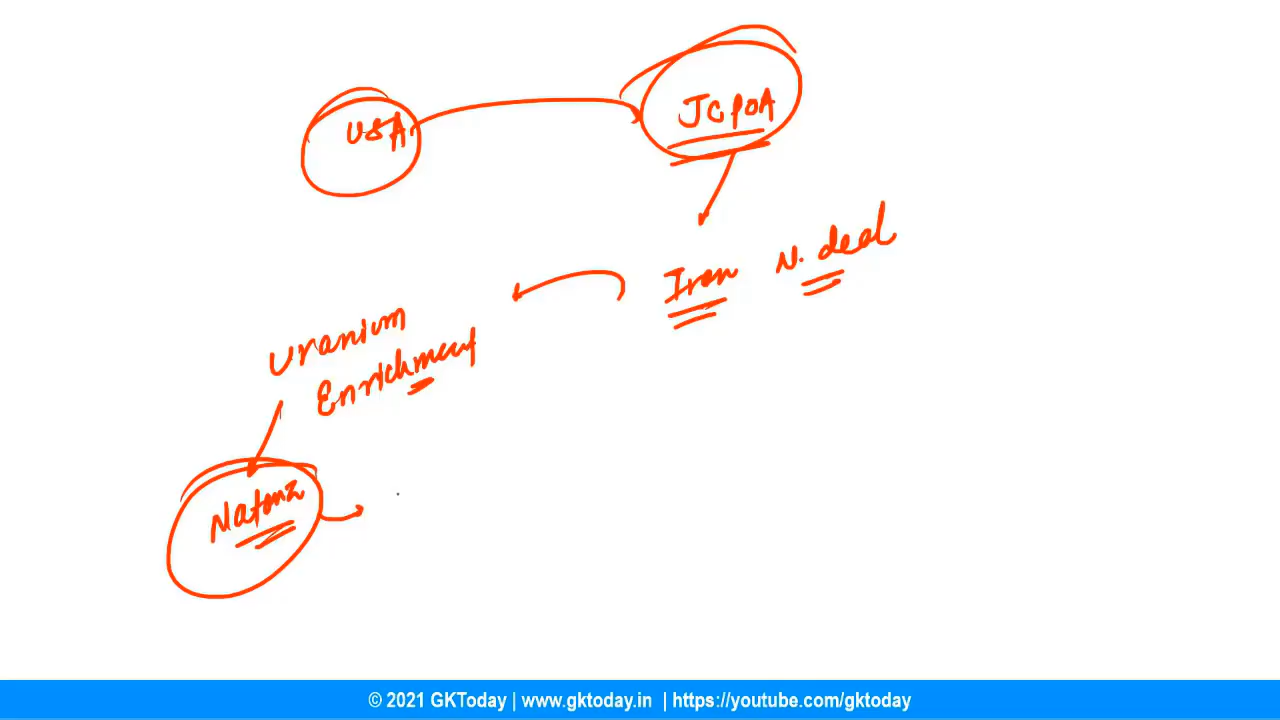 USA
JCPOA
Iran N. deal
Uranium
Enrichment
Natanz
© 2021 GKToday | www.gktoday.in | https://youtube.com/gktoday